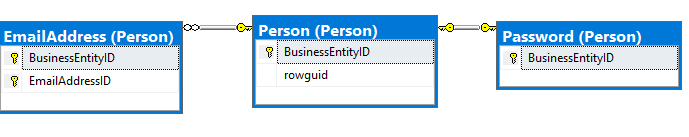 EmailAddress (Person)
BusinessEntityID
EmailAddressID
Person (Person)
BusinessEntityID
rowguid
Password (Person)
BusinessEntityID